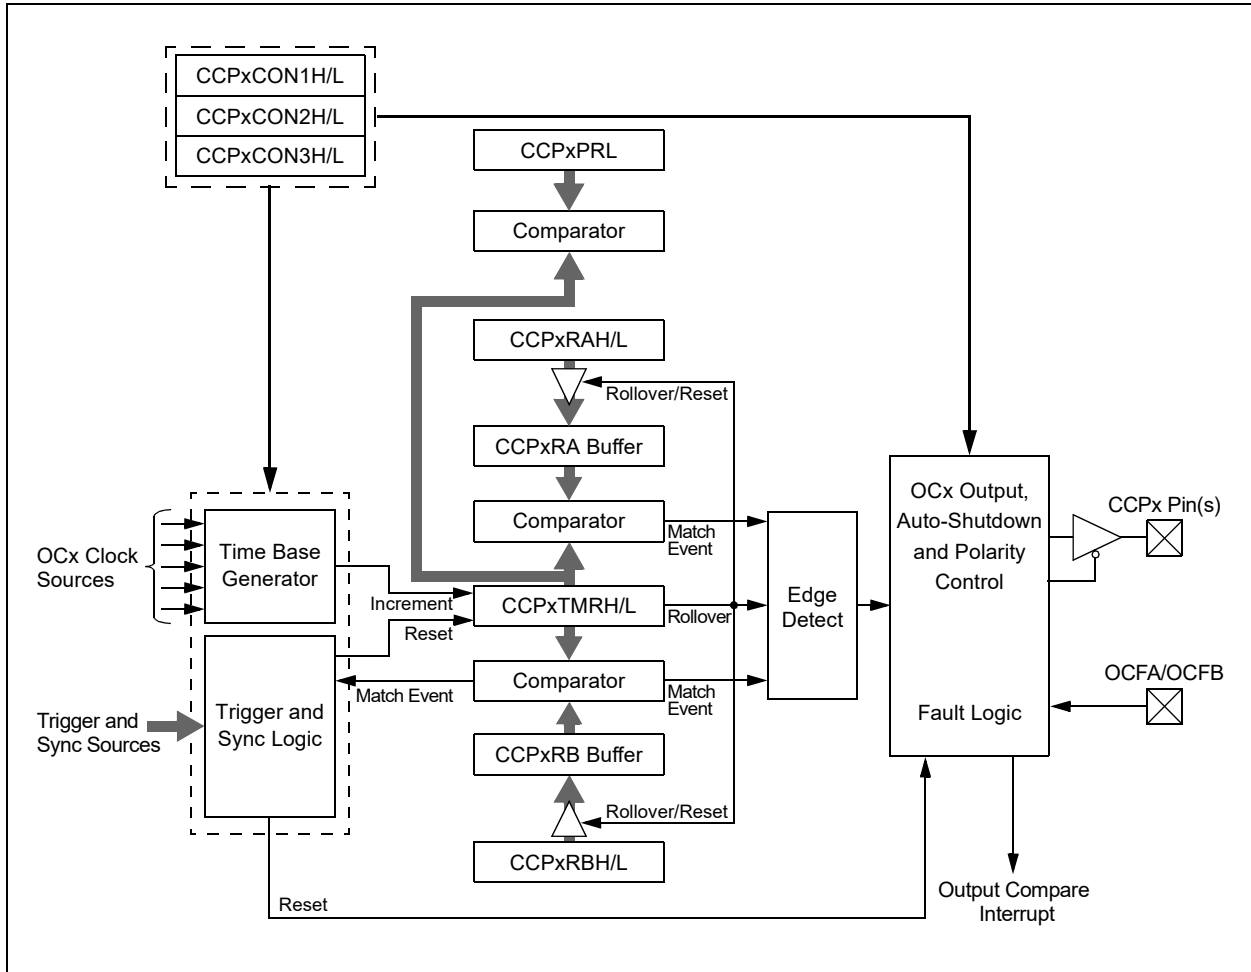 CCPxCON1H/L
CCPxCON2H/L
CCPxCON3H/L
CCPxPRL
Comparator
CCPxRAH/L
Rollover/Reset
CCPxRA Buffer
Comparator
Match
Event
OCx Clock
Sources
Time Base
Generator
Increment
Reset
CCPxTMRH/L
Rollover
Edge
Detect
OCx Output,
Auto-Shutdown
and Polarity
Control
CCPx Pin(s)
OCFA/OCFB
Fault Logic
Trigger and
Sync Sources
Trigger and
Sync Logic
Match Event
Comparator
Match
Event
CCPxRB Buffer
Rollover/Reset
CCPxRBH/L
Reset
Output Compare
Interrupt